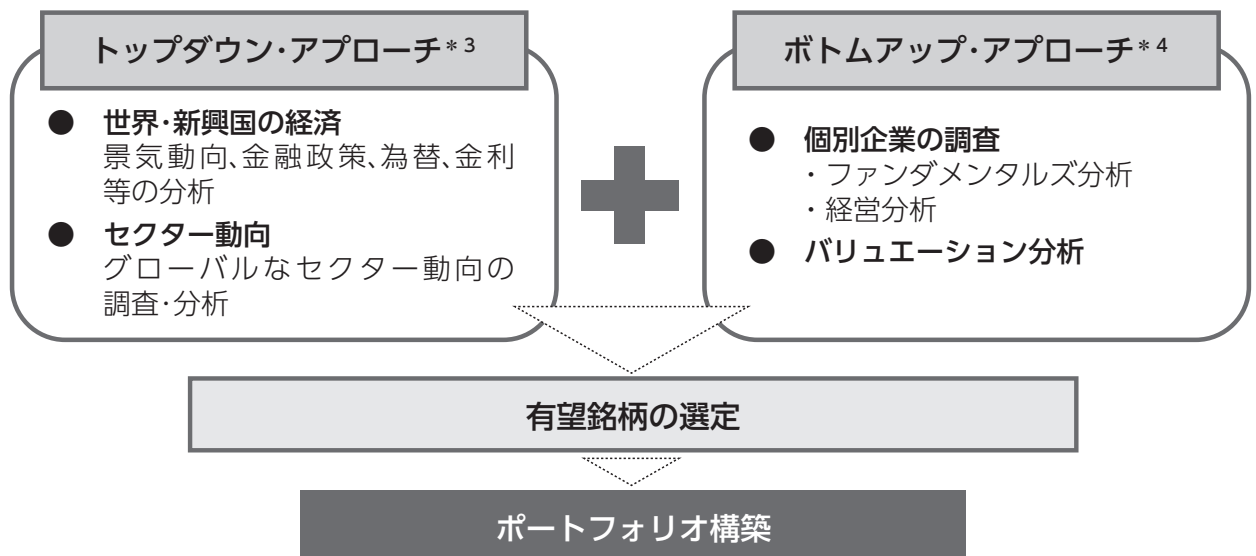 トップダウン・アプローチ*3
● 世界・新興国の経済
景気動向、金融政策、為替、金利
等の分析
● セクター動向
グローバルなセクター動向の
調査・分析
ボトムアップ・アプローチ*4
● 個別企業の調査
・ファンダメンタルズ分析
・経営分析
● バリュエーション分析
有望銘柄の選定
ポートフォリオ構築